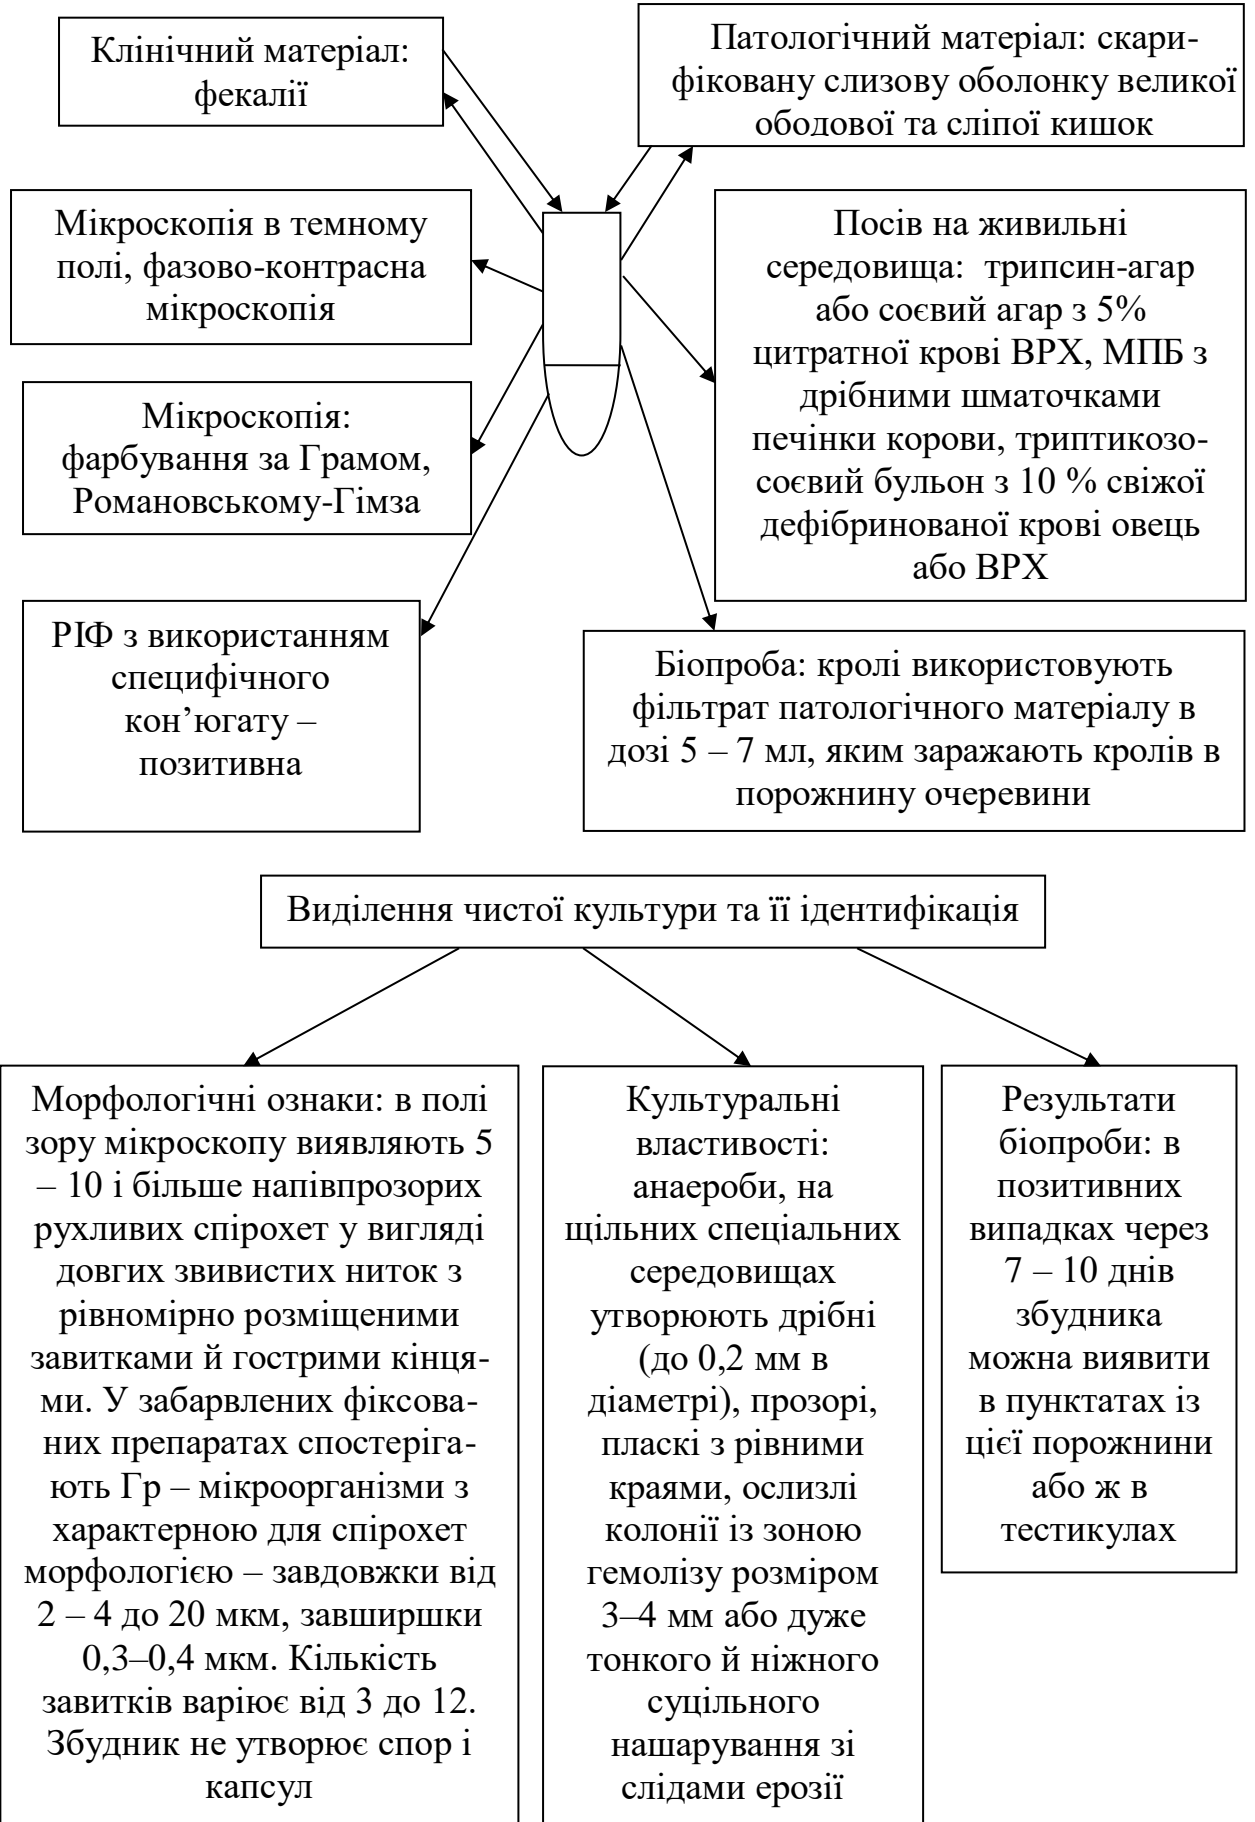 Клінічний матеріал:
фекалії
Патологічний матеріал: скари-
фіковану слизову оболонку великої
ободової та сліпої кишок
Мікроскопія в темному
полі, фазово-контрасна
мікроскопія
Посів на живильні
середовища: трипсин-агар
або соєвий агар з 5%
цитратної крові ВРХ, МПБ з
дрібними шматочками
печінки корови, триптикозо-
соєвий бульон з 10 % свіжої
дефібринованої крові овець
або ВРХ
Мікроскопія:
фарбування за Грамом,
Романовському-Гімза
РІФ з використанням
специфічного
кон’югату –
позитивна
Біопроба: кролі використовують
фільтрат патологічного матеріалу в
дозі 5 – 7 мл, яким заражають кролів в
порожнину очеревини
Виділення чистої культури та її ідентифікація
Морфологічні ознаки: в полі
зору мікроскопу виявляють 5
– 10 і більше напівпрозорих
рухливих спірохет у вигляді
довгих звивистих ниток з
рівномірно розміщеними
завитками й гострими кінця-
ми. У забарвлених фіксова-
них препаратах спостеріга-
ють Гр – мікроорганізми з
характерною для спірохет
морфологією – завдовжки від
2 – 4 до 20 мкм, завширшки
0,3–0,4 мкм. Кількість
завитків варіює від 3 до 12.
Збудник не утворює спор і
капсул
Культуральні
властивості:
анаероби, на
щільних спеціальних
середовищах
утворюють дрібні
(до 0,2 мм в
діаметрі), прозорі,
пласкі з рівними
краями, ослизлі
колонії із зоною
гемолізу розміром
3–4 мм або дуже
тонкого й ніжного
суцільного
нашарування зі
слідами ерозії
Результати
біопроби: в
позитивних
випадках через
7 – 10 днів
збудника
можна виявити
в пунктатах із
цієї порожнини
або ж в
тестикулах